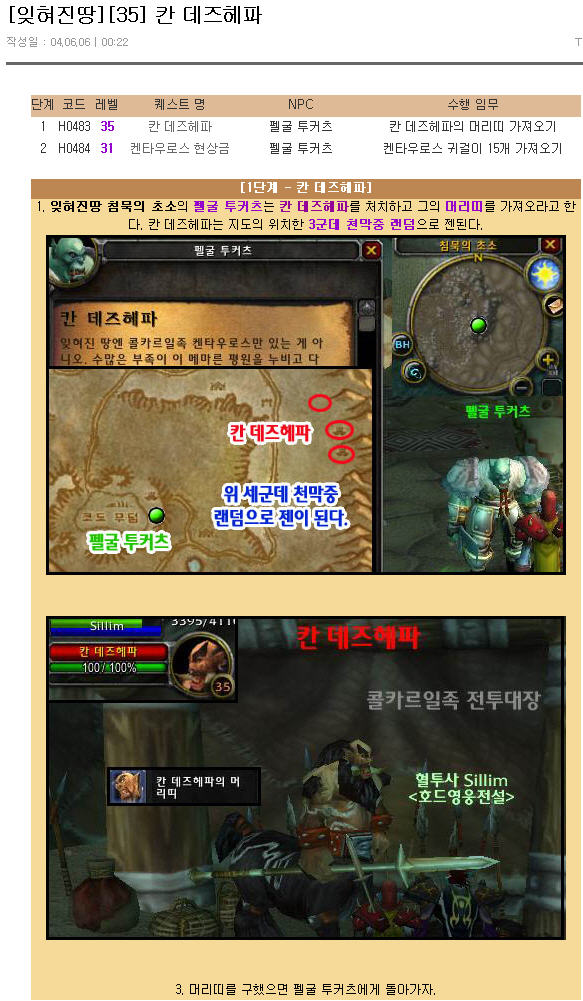 [잊혀진땅][35] 칸 데즈헤파
작성일 : 04.06.06 | 00:22
T
단계 코드 레벨 퀘스트 명 NPC 수행 임무
1 H0483 35 칸 데즈헤파 펠굴 투커츠 칸 데즈헤파의 머리띠 가져오기
2 H0484 31 켄타우로스 현상금 펠굴 투커츠 켄타우로스 귀걸이 15개 가져오기
[1단계 - 칸 데즈헤파]
1. 잊혀진땅 침묵의 초소의 펠굴 투커츠는 칸 데즈헤파를 처치하고 그의 머리띠를 가져오라고 한
다. 칸 데즈헤파는 지도의 위치한 3군데 천막중 랜덤으로 젠된다.
펠굴 투커츠
칸 데즈헤파
잊혀진 땅엔 콜카르일족 켄타우로스만 있는 게 아
니오. 수많은 부족이 이 메마른 평원을 누비고 다
침묵의 초소
N
BH
펠굴 투커츠
칸 데즈헤파
위 세군데 천막중
랜덤으로 젠이 된다.
코도 무덤
펠굴 투커츠
Sillim
칸 데즈헤파
100 / 100%
35
칸 데즈헤파
콜카르일족 전투대장
칸 데즈헤파의 머
리띠
혈투사 Sillim
<호드영웅전설>
3. 머리띠를 구했으면 펠굴 투커츠에게 돌아가자.